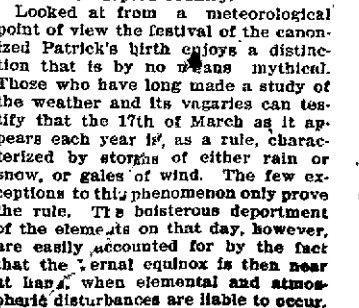 Looked at from a meteorological
point of view the festival of the canon-
ized Patrick's birth enjoys a distinc-
tion that is by no means mythical.
Those who have long made a study of
the weather and its vagaries can tes-
tify that the 17th of March as it ap-
pears each year is, as a rule, charac-
terized by storms of either rain or
snow, or gales of wind. The few ex-
ceptions to this phenomenon only prove
the rule. The boisterous deportment
of the elements on that day, however,
are easily accounted for by the fact
that the vernal equinox is then near
at hand, when elemental and atmos-
pheric disturbances are liable to occur.